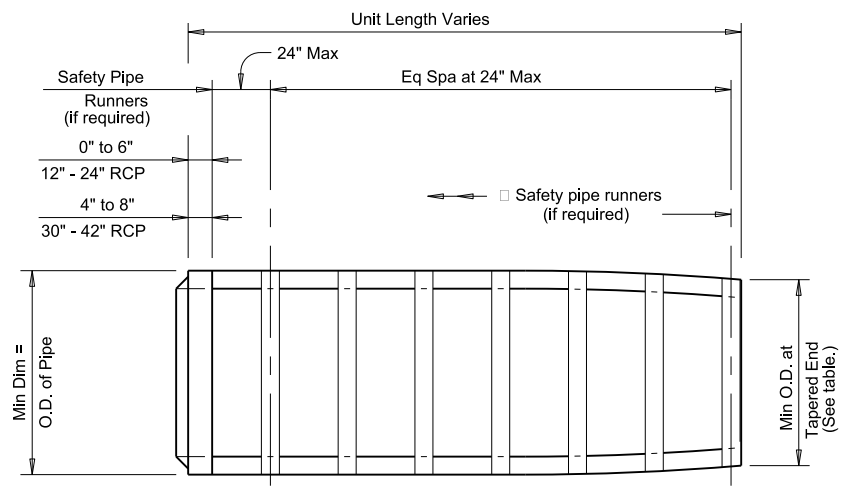 Unit Length Varies
24" Max
Safety Pipe
Runners
(if required)
Eq Spa at 24" Max
0" to 6"
12" - 24" RCP
□ Safety pipe runners
(if required)
4" to 8"
30" - 42" RCP
Min Dim =
O.D. of Pipe
Min O.D. at
Tapered End
(See table.)